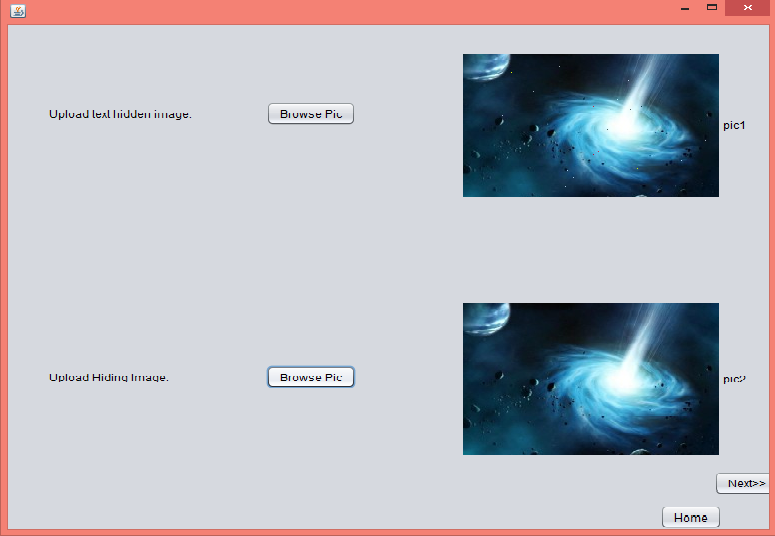 Upload text hidden image:
Browse Pic
pic1
Upload Hiding Image:
Browse Pic
pic2
Next>>
Home